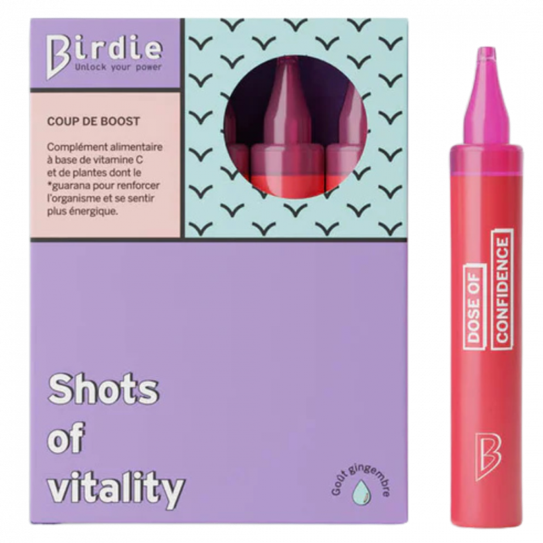 Birdie
Unlock your power
COUP DE BOOST
Complément alimentaire
à base de vitamine C
et de plantes dont le
*guarana pour renforcer
l'organisme et se sentir
plus énergique.
Shots
of
vitality
Goût gingembre
DOSE OF
CONFIDENCE
B